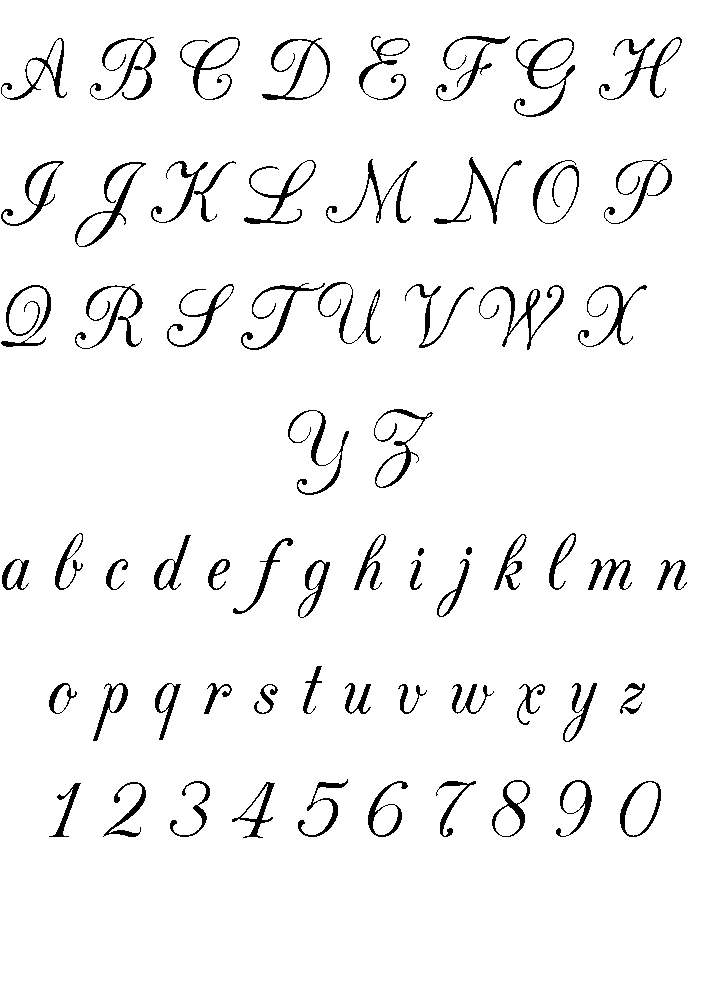 A B C D E F G H
I J K L M N O P
Q R S T U V W X
Y Z
a b c d e f g h i j k l m n
o p q r s t u v w x y z
1 2 3 4 5 6 7 8 9 0